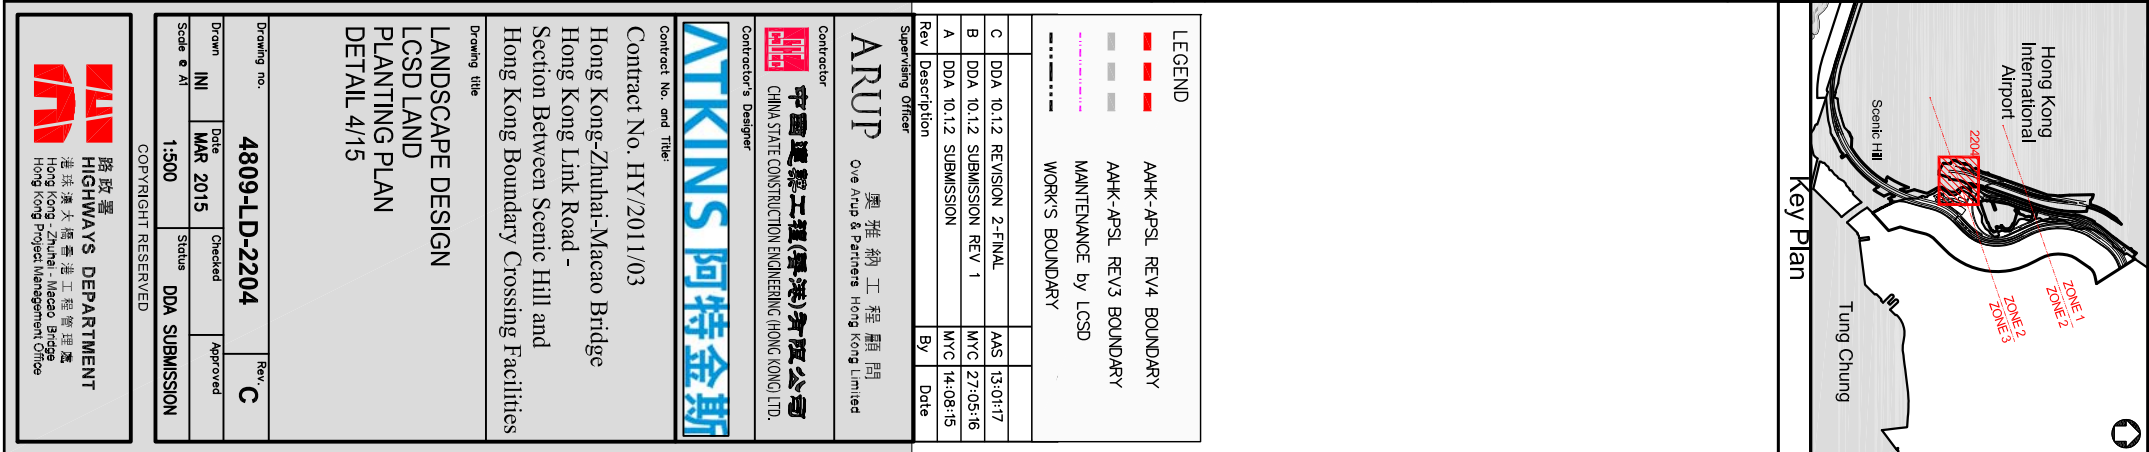 Hong Kong
International
Airport
Scenic Hill
2204
ZONE 1
ZONE 2
ZONE 2
ZONE 3
Tung Chung
Key Plan
LEGEND
AAHK-APSL REV4 BOUNDARY
AAHK-APSL REV3 BOUNDARY
MAINTENANCE by LCSD
WORK'S BOUNDARY
C DDA 10.1.2 REVISION 2-FINAL AAS 13:01:17
B DDA 10.1.2 SUBMISSION REV 1 MYC 27:05:16
A DDA 10.1.2 SUBMISSION MYC 14:08:15
Rev Description By Date
Supervising Officer
ARUP
奧雅納工程顧問
Ove Arup & Partners Hong Kong Limited
Contractor
中國建築工程(香港)有限公司
CHINA STATE CONSTRUCTION ENGINEERING (HONG KONG) LTD.
Contractor's Designer
ATKINS 阿特金斯
Contract No. and Title:
Contract No. HY/2011/03
Hong Kong-Zhuhai-Macao Bridge
Hong Kong Link Road -
Section Between Scenic Hill and
Hong Kong Boundary Crossing Facilities
Drawing title
LANDSCAPE DESIGN
LCSD LAND
PLANTING PLAN
DETAIL 4/15
Drawing no.
4809-LD-2204
Rev.
C
Drawn
INI
Date
MAR 2015
Checked
Approved
Scale @ A1
1:500
Status
DDA SUBMISSION
COPYRIGHT RESERVED
路政署
HIGHWAYS DEPARTMENT
港珠澳大橋香港工程管理處
Hong Kong - Zhuhai - Macao Bridge
Hong Kong Project Management Office